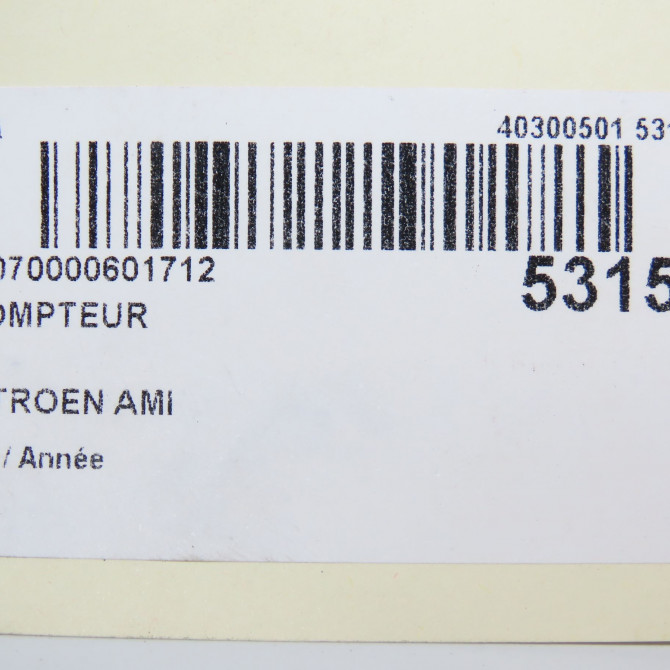 40300501 531
070000601712
5315
OMPTEUR
TROEN AMI
/ Année